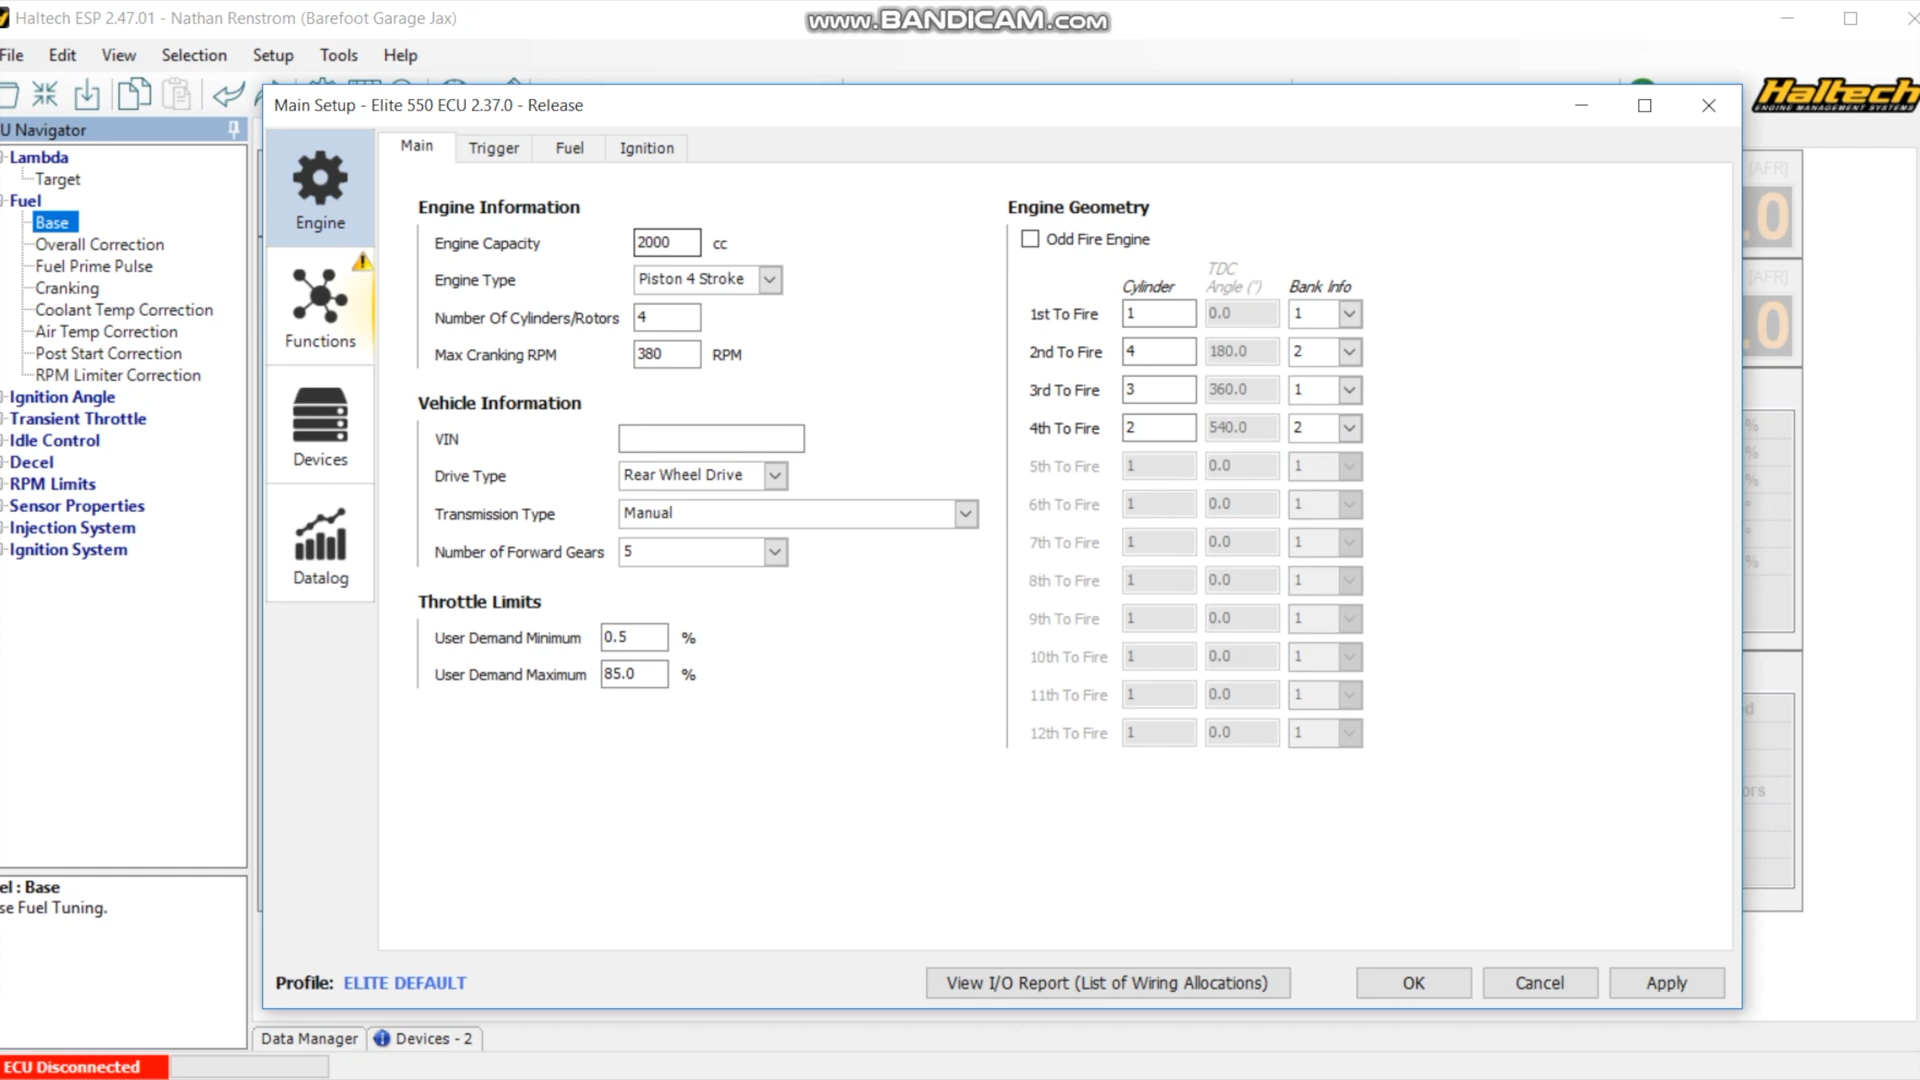 Haltech ESP 2.47.01 - Nathan Renstrom (Barefoot Garage Jax)
www.BANDICAM.com
File Edit View Selection Setup Tools Help
Haltech
ENGINE MANAGEMENT SYSTEMS
U Navigator
Lambda
Target
Fuel
Base
Overall Correction
Fuel Prime Pulse
Cranking
Coolant Temp Correction
Air Temp Correction
Post Start Correction
RPM Limiter Correction
Ignition Angle
Transient Throttle
Idle Control
Decel
RPM Limits
Sensor Properties
Injection System
Ignition System
el : Base
se Fuel Tuning.
Main Setup - Elite 550 ECU 2.37.0 - Release
Engine
Functions
Devices
Datalog
Main Trigger Fuel Ignition
Engine Information
Engine Capacity 2000 cc
Engine Type Piston 4 Stroke
Number Of Cylinders/Rotors 4
Max Cranking RPM 380 RPM
Vehicle Information
VIN
Drive Type Rear Wheel Drive
Transmission Type Manual
Number of Forward Gears 5
Throttle Limits
User Demand Minimum 0.5 %
User Demand Maximum 85.0 %
Engine Geometry
Odd Fire Engine
Cylinder TDC Angle (°) Bank Info
1st To Fire 1 0.0 1
2nd To Fire 4 180.0 2
3rd To Fire 3 360.0 1
4th To Fire 2 540.0 2
5th To Fire 1 0.0 1
6th To Fire 1 0.0 1
7th To Fire 1 0.0 1
8th To Fire 1 0.0 1
9th To Fire 1 0.0 1
10th To Fire 1 0.0 1
11th To Fire 1 0.0 1
12th To Fire 1 0.0 1
[AFR]
.0
[AFR]
.0
%
%
%
%
d
ors
Profile: ELITE DEFAULT
View I/O Report (List of Wiring Allocations) OK Cancel Apply
Data Manager Devices - 2
ECU Disconnected